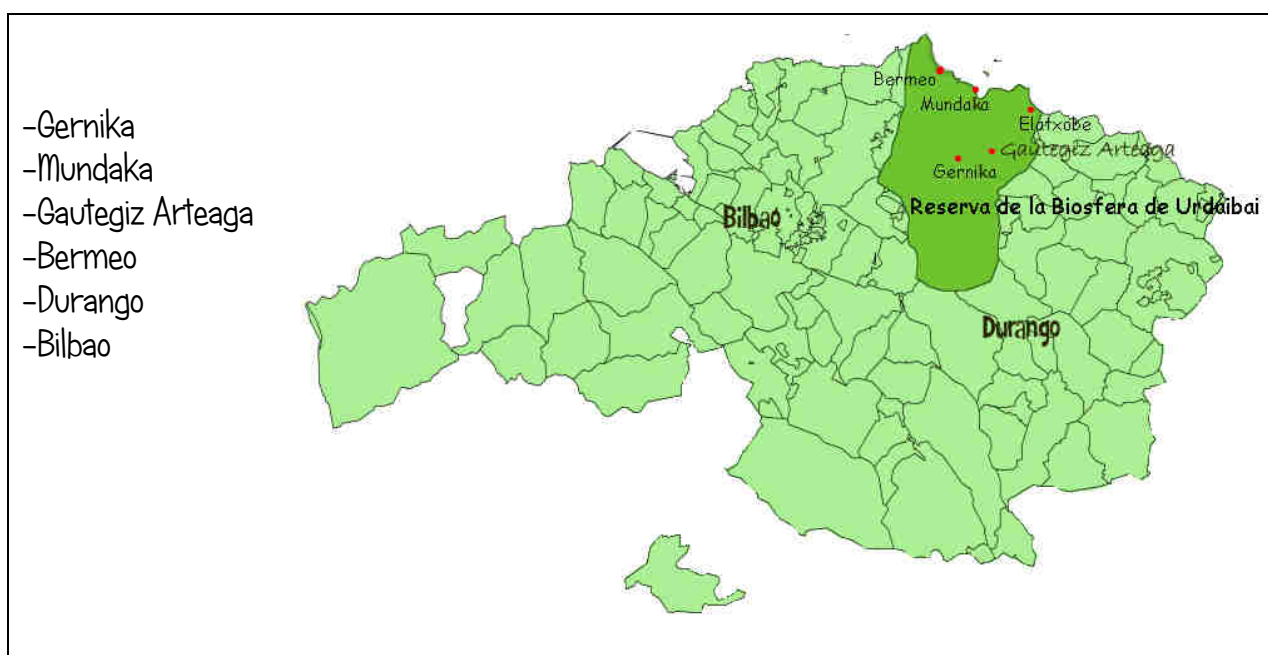 -Gernika
-Mundaka
-Gautegiz Arteaga
-Bermeo
-Durango
-Bilbao
Bermeo
Mundaka
Elatxobe
Gautegiz Arteaga
Gernika
Reserva de la Biosfera de Urdaibai
Bilbao
Durango